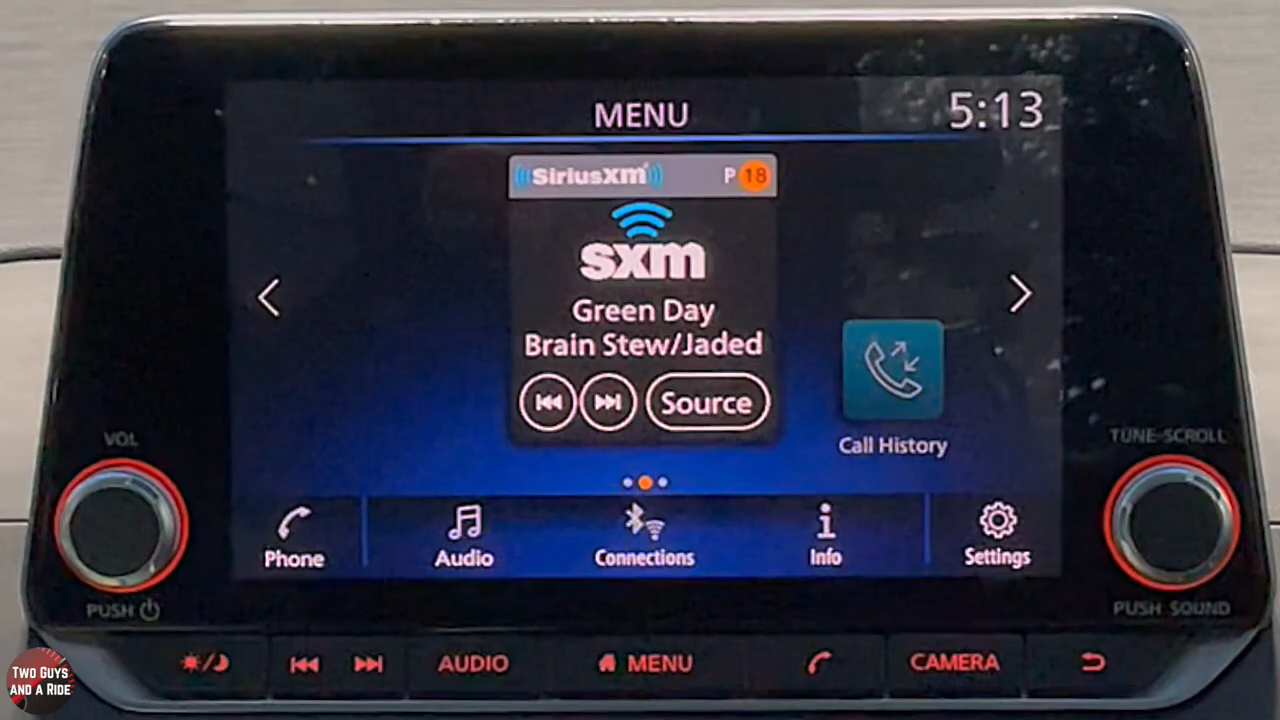 MENU
5:13
SiriusXM
P 18
sxm
Green Day
Brain Stew/Jaded
Source
Call History
VOL
TUNE·SCROLL
Phone
Audio
Connections
Info
Settings
PUSH
PUSH SOUND
AUDIO
MENU
CAMERA
TWO GUYS
AND A RIDE